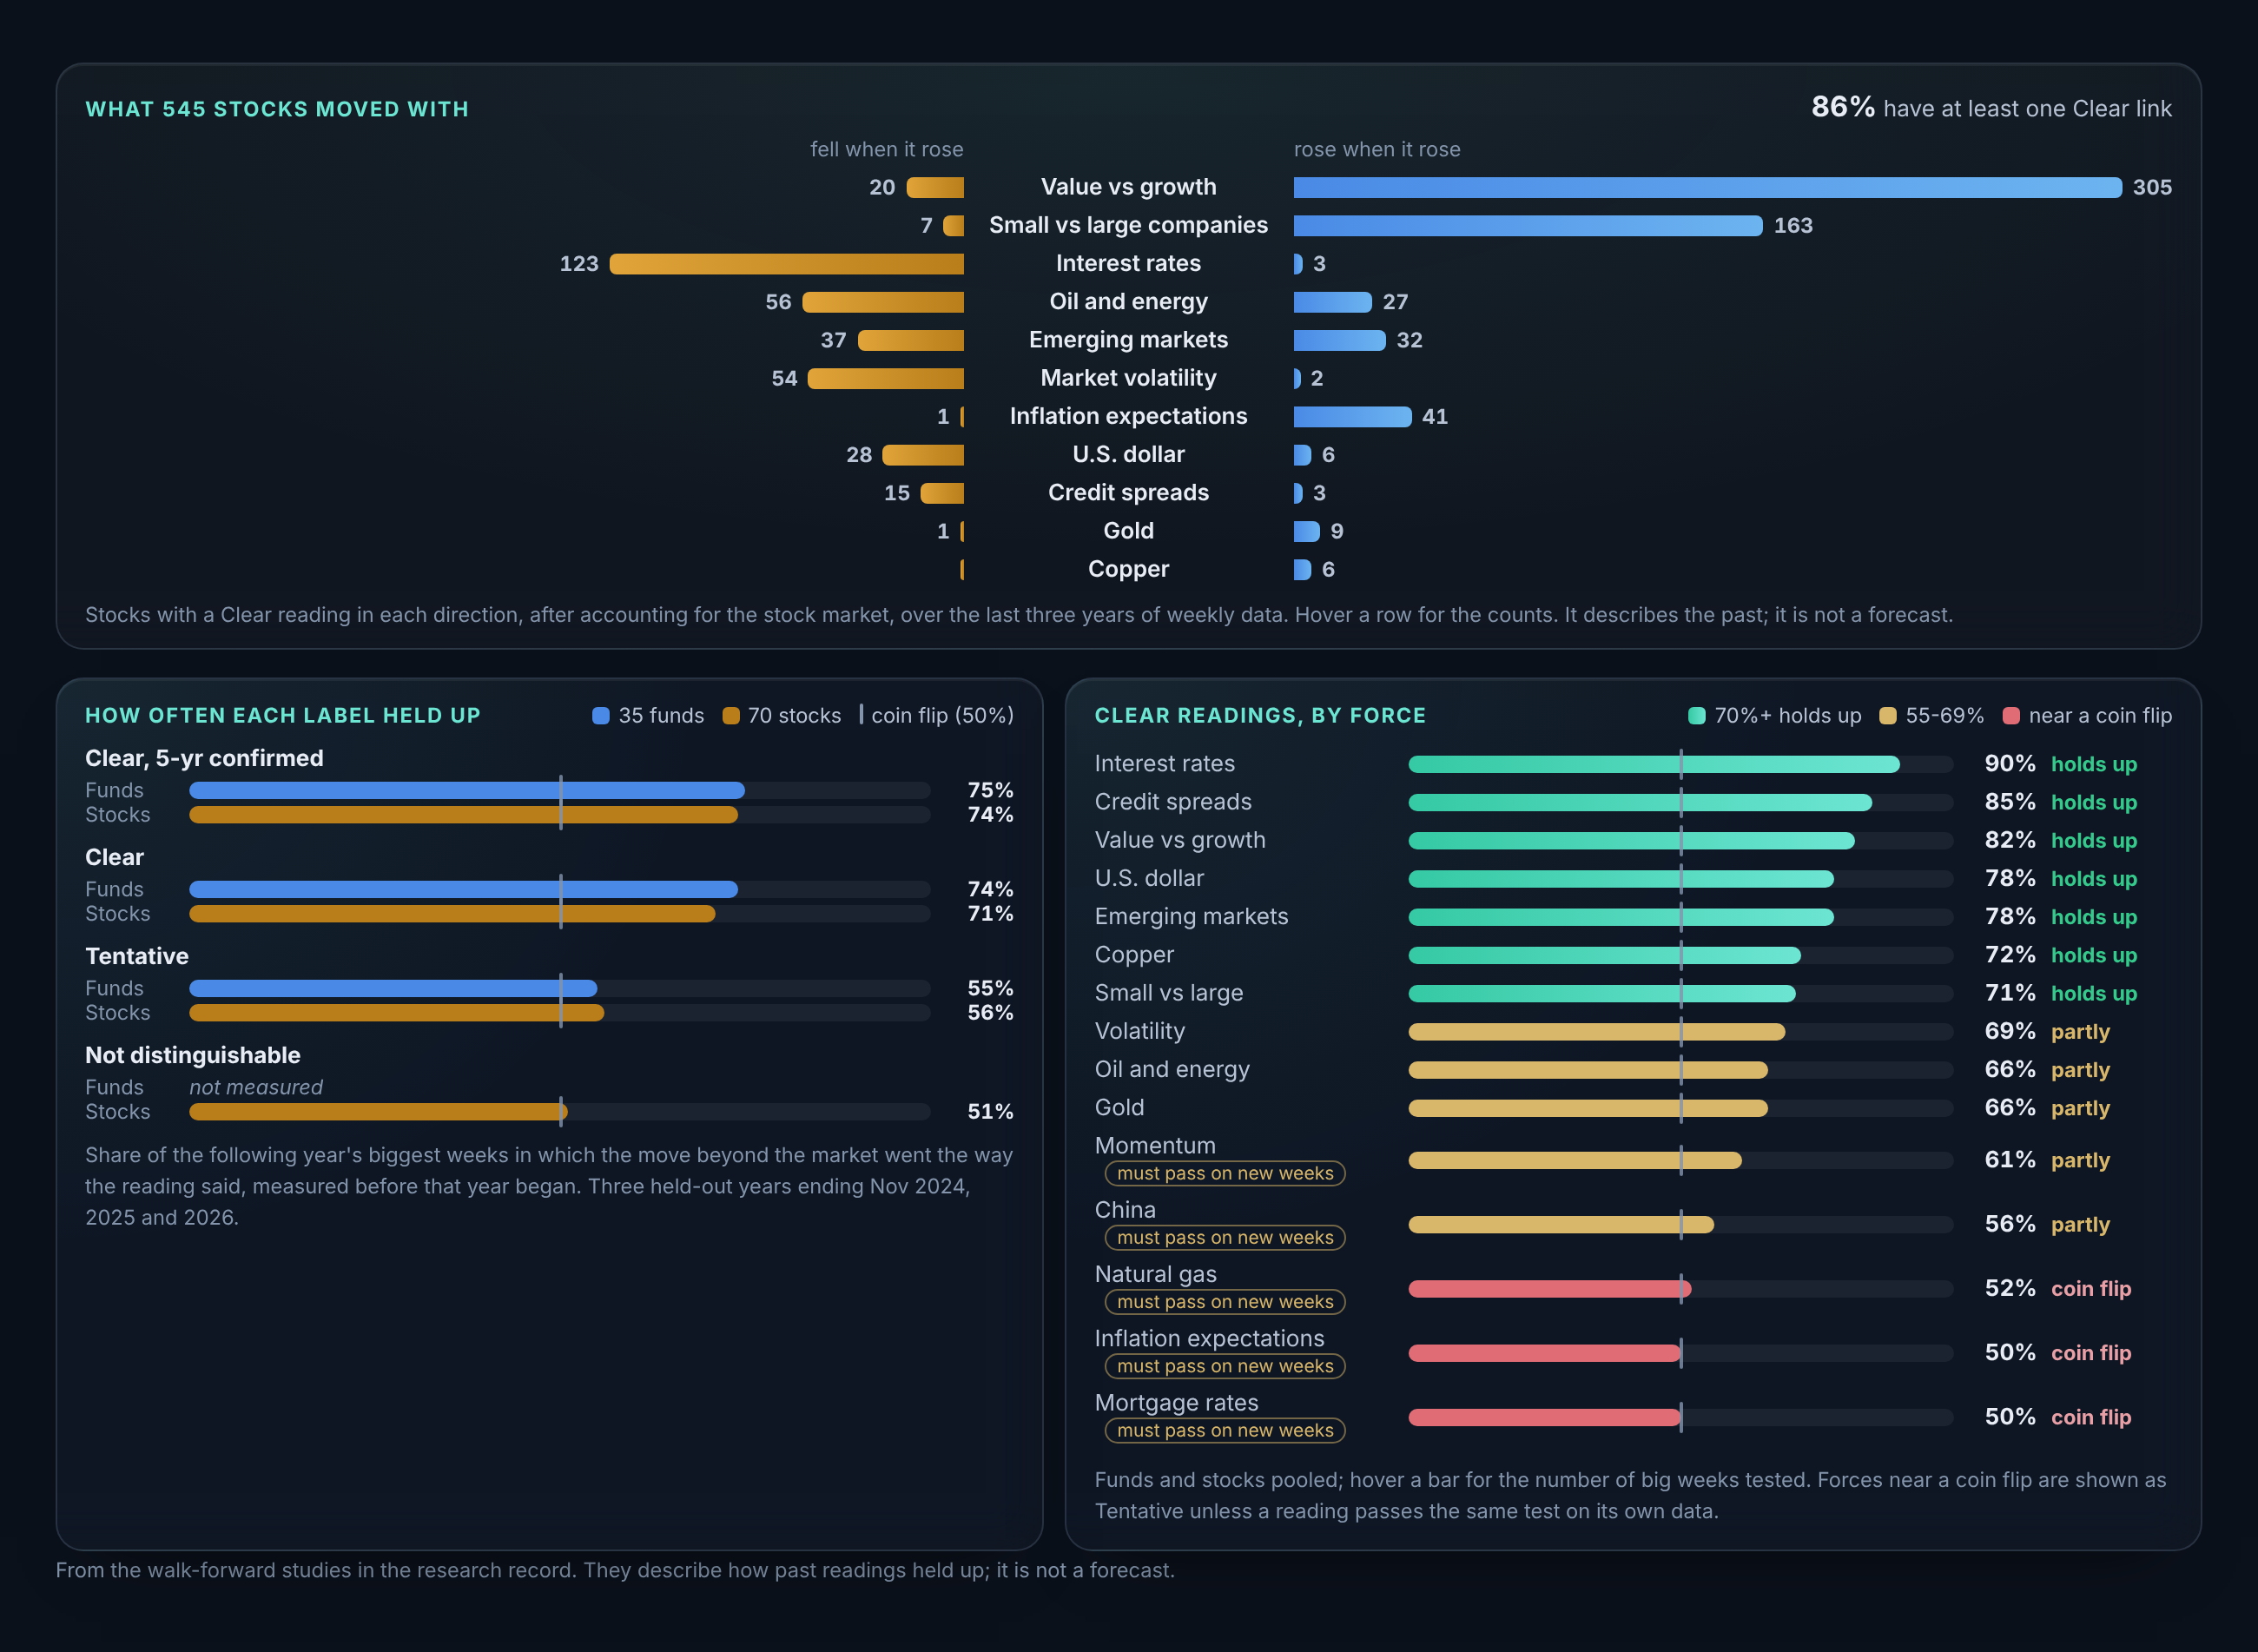 WHAT 545 STOCKS MOVED WITH
86% have at least one Clear link
fell when it rose
rose when it rose
20 Value vs growth 305
7 Small vs large companies 163
123 Interest rates 3
56 Oil and energy 27
37 Emerging markets 32
54 Market volatility 2
1 Inflation expectations 41
28 U.S. dollar 6
15 Credit spreads 3
1 Gold 9
Copper 6
Stocks with a Clear reading in each direction, after accounting for the stock market, over the last three years of weekly data. Hover a row for the counts. It describes the past; it is not a forecast.
HOW OFTEN EACH LABEL HELD UP
35 funds 70 stocks coin flip (50%)
Clear, 5-yr confirmed
Funds 75%
Stocks 74%
Clear
Funds 74%
Stocks 71%
Tentative
Funds 55%
Stocks 56%
Not distinguishable
Funds not measured
Stocks 51%
Share of the following year's biggest weeks in which the move beyond the market went the way
the reading said, measured before that year began. Three held-out years ending Nov 2024,
2025 and 2026.
CLEAR READINGS, BY FORCE
70%+ holds up 55-69% near a coin flip
Interest rates 90% holds up
Credit spreads 85% holds up
Value vs growth 82% holds up
U.S. dollar 78% holds up
Emerging markets 78% holds up
Copper 72% holds up
Small vs large 71% holds up
Volatility 69% partly
Oil and energy 66% partly
Gold 66% partly
Momentum
must pass on new weeks
61% partly
China
must pass on new weeks
56% partly
Natural gas
must pass on new weeks
52% coin flip
Inflation expectations
must pass on new weeks
50% coin flip
Mortgage rates
must pass on new weeks
50% coin flip
Funds and stocks pooled; hover a bar for the number of big weeks tested. Forces near a coin flip are shown as
Tentative unless a reading passes the same test on its own data.
From the walk-forward studies in the research record. They describe how past readings held up; it is not a forecast.